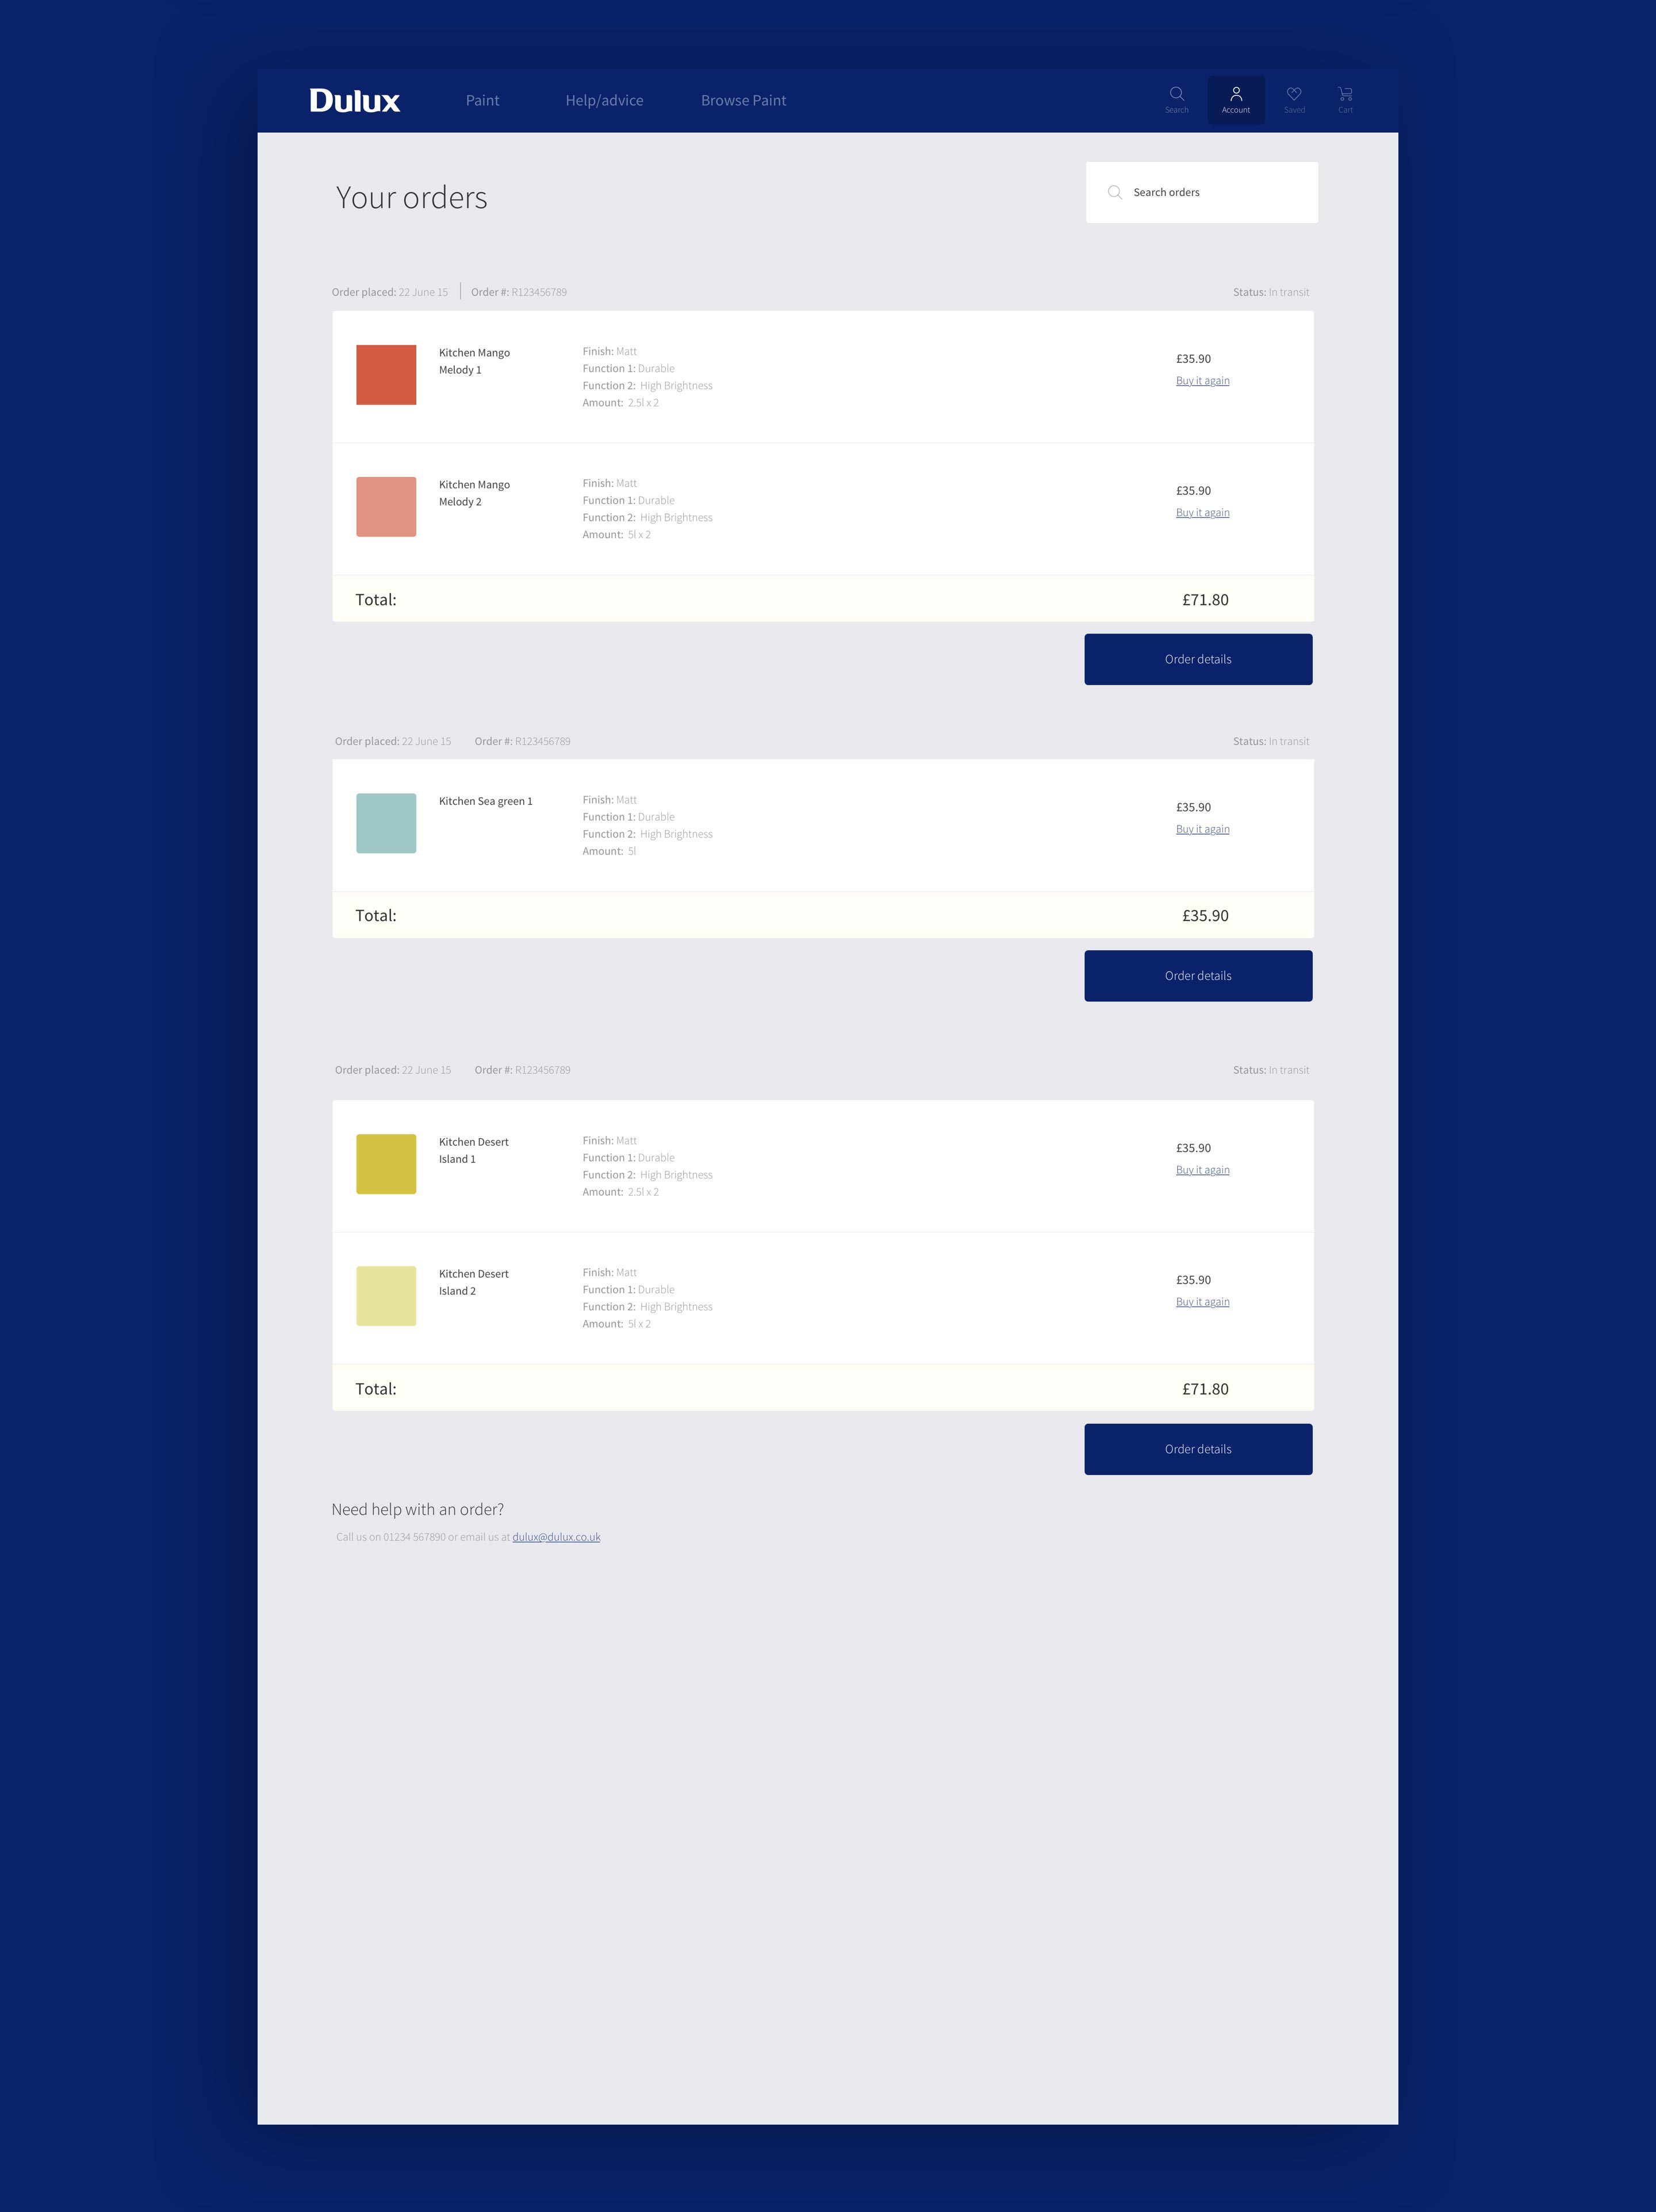 Dulux Paint Help/advice Browse Paint Search Account Saved Cart
Your orders
Search orders
Order placed: 22 June 15 Order #: R123456789 Status: In transit
Kitchen Mango
Melody 1
Finish: Matt
Function 1: Durable
Function 2: High Brightness
Amount: 2.5l x 2
£35.90
Buy it again
Kitchen Mango
Melody 2
Finish: Matt
Function 1: Durable
Function 2: High Brightness
Amount: 5l x 2
£35.90
Buy it again
Total: £71.80
Order details
Order placed: 22 June 15 Order #: R123456789 Status: In transit
Kitchen Sea green 1
Finish: Matt
Function 1: Durable
Function 2: High Brightness
Amount: 5l
£35.90
Buy it again
Total: £35.90
Order details
Order placed: 22 June 15 Order #: R123456789 Status: In transit
Kitchen Desert
Island 1
Finish: Matt
Function 1: Durable
Function 2: High Brightness
Amount: 2.5l x 2
£35.90
Buy it again
Kitchen Desert
Island 2
Finish: Matt
Function 1: Durable
Function 2: High Brightness
Amount: 5l x 2
£35.90
Buy it again
Total: £71.80
Order details
Need help with an order?
Call us on 01234 567890 or email us at dulux@dulux.co.uk